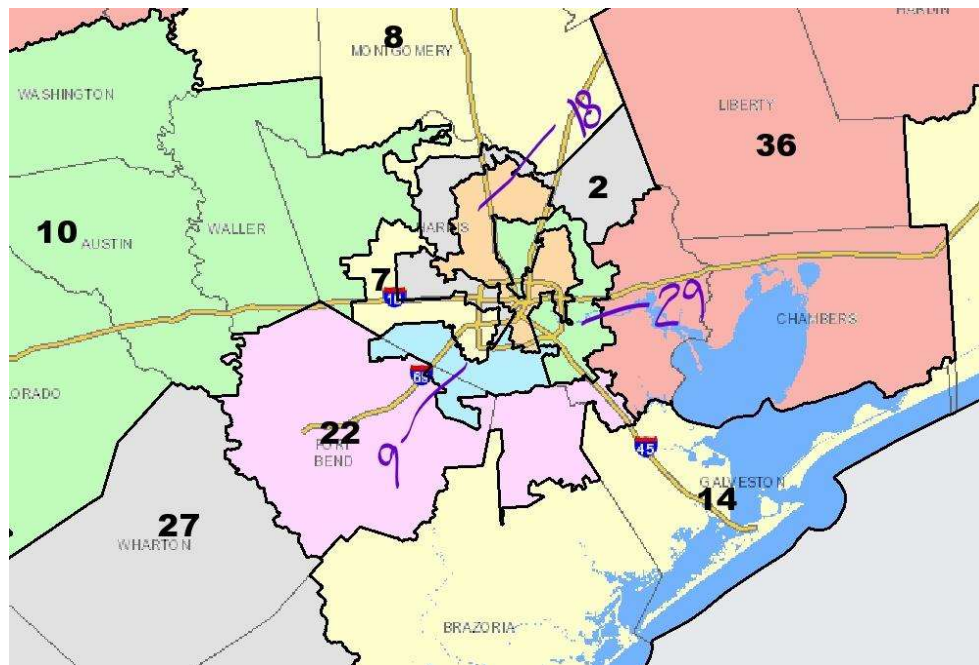 HARDIN
8
MONTGOMERY
WASHINGTON
LIBERTY
18
36
2
10
AUSTIN
WALLER
HARRIS
7
10
29
CHAMBERS
ORADO
69
22
FORT
BEND
9
45
GALVESTON
14
27
WHARTON
BRAZORIA